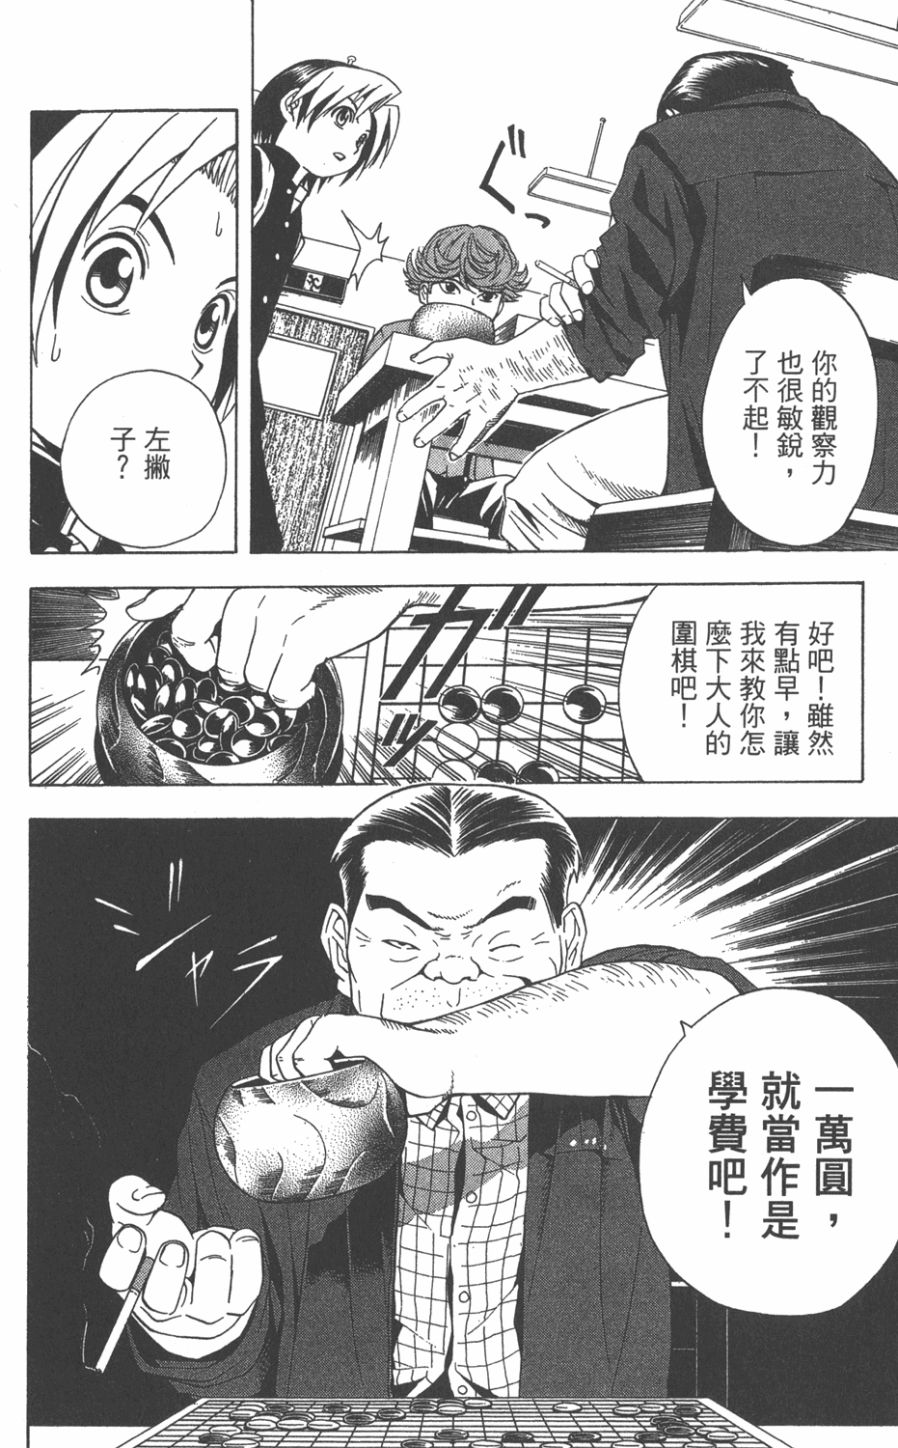 你的觀察力
也很敏銳，
了不起！
ぐっ
左撇
子？
好吧！雖然
有點早，讓
我來教你怎
麼下大人的
圍棋吧！
ガッ
ジャラ
一萬圓，
就當作是
學費吧！